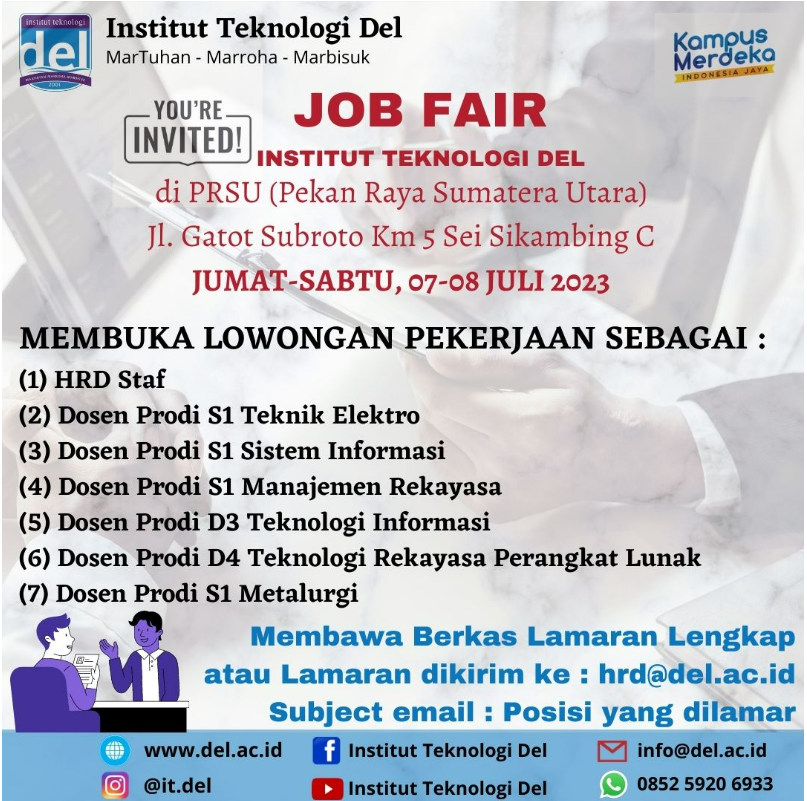 institut teknologi
del
2001
Institut Teknologi Del
MarTuhan - Marroha - Marbisuk
Kampus
Merdeka
INDONESIA JAYA
YOU'RE
INVITED!
JOB FAIR
INSTITUT TEKNOLOGI DEL
di PRSU (Pekan Raya Sumatera Utara)
Jl. Gatot Subroto Km 5 Sei Sikambing C
JUMAT-SABTU, 07-08 JULI 2023
MEMBUKA LOWONGAN PEKERJAAN SEBAGAI :
(1) HRD Staf
(2) Dosen Prodi S1 Teknik Elektro
(3) Dosen Prodi S1 Sistem Informasi
(4) Dosen Prodi S1 Manajemen Rekayasa
(5) Dosen Prodi D3 Teknologi Informasi
(6) Dosen Prodi D4 Teknologi Rekayasa Perangkat Lunak
(7) Dosen Prodi S1 Metalurgi
Membawa Berkas Lamaran Lengkap
atau Lamaran dikirim ke : hrd@del.ac.id
Subject email : Posisi yang dilamar
www.del.ac.id
Institut Teknologi Del
info@del.ac.id
@it.del
Institut Teknologi Del
0852 5920 6933